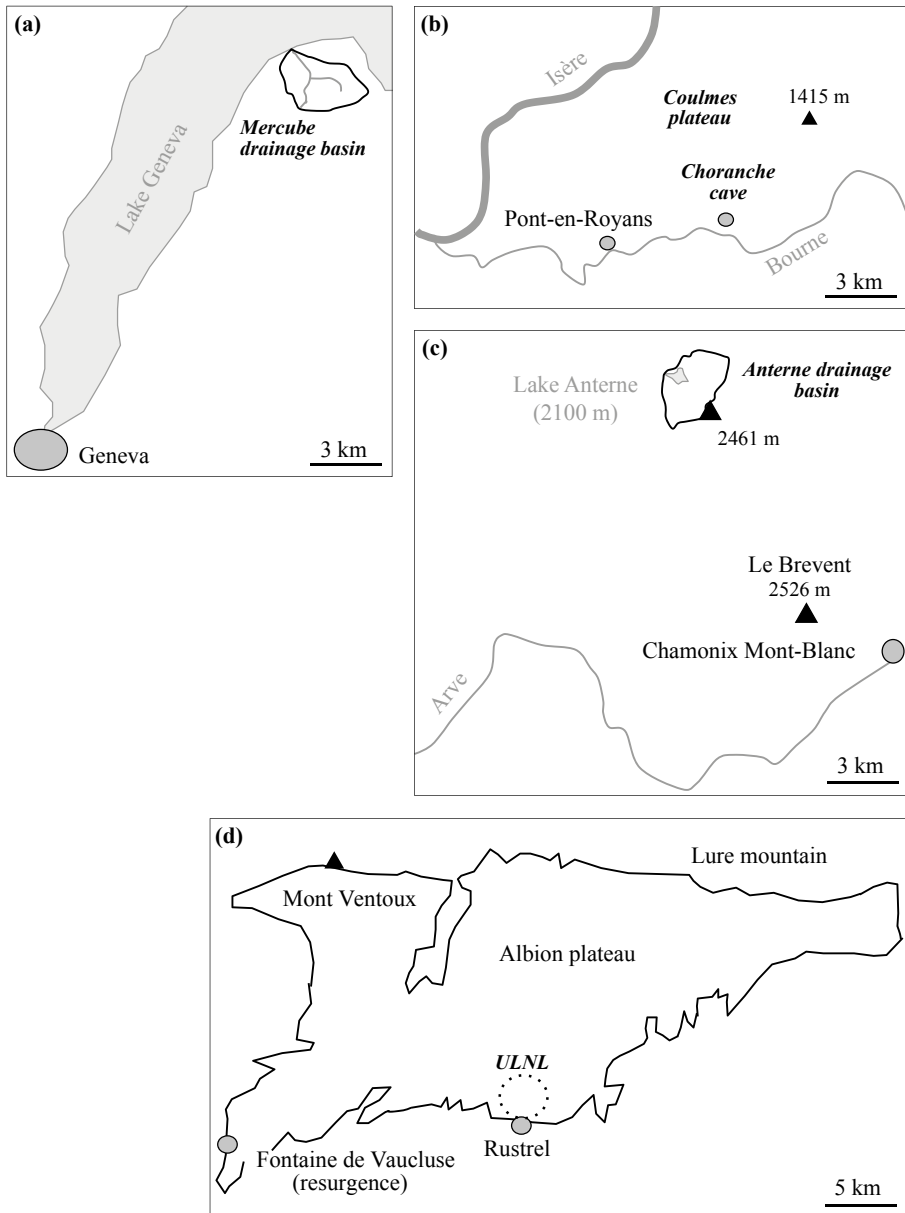 (a)
Lake Geneva
Mercube
drainage basin
Geneva
3 km
(b)
Isère
Coulmes
plateau
1415 m
Choranche
cave
Pont-en-Royans
Bourne
3 km
(c)
Lake Anterne
(2100 m)
Anterne drainage
basin
2461 m
Le Brevent
2526 m
Chamonix Mont-Blanc
Arve
3 km
(d)
Lure mountain
Mont Ventoux
Albion plateau
ULNL
Rustrel
Fontaine de Vaucluse
(resurgence)
5 km